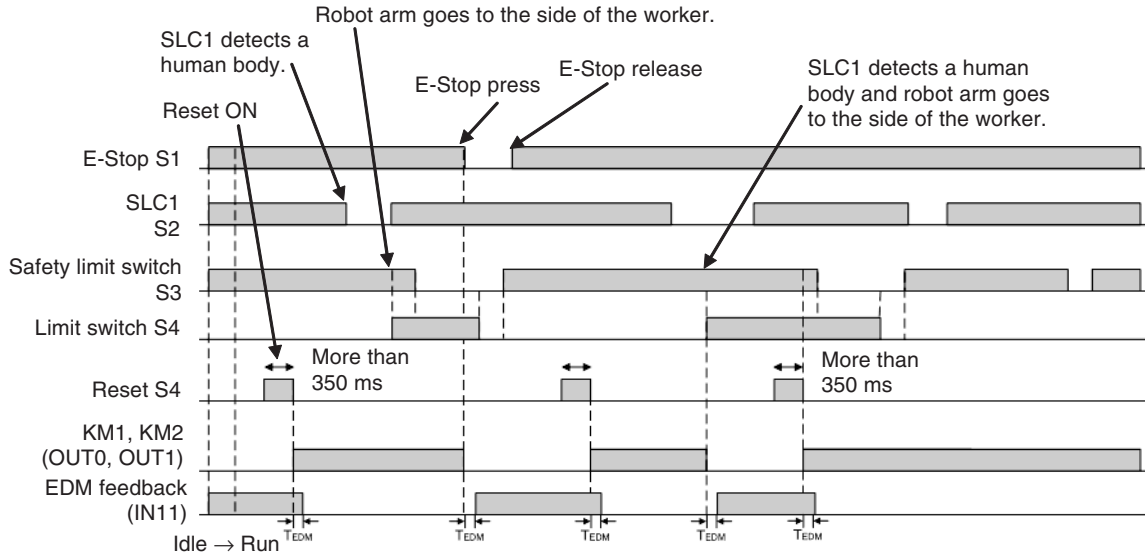 Robot arm goes to the side of the worker.
SLC1 detects a
human body.
E-Stop press
E-Stop release
SLC1 detects a human
body and robot arm goes
to the side of the worker.
Reset ON
E-Stop S1
SLC1
S2
Safety limit switch
S3
Limit switch S4
More than
350 ms
More than
350 ms
Reset S4
KM1, KM2
(OUT0, OUT1)
EDM feedback
(IN11)
TEDM
TEDM
TEDM
TEDM
TEDM
Idle → Run